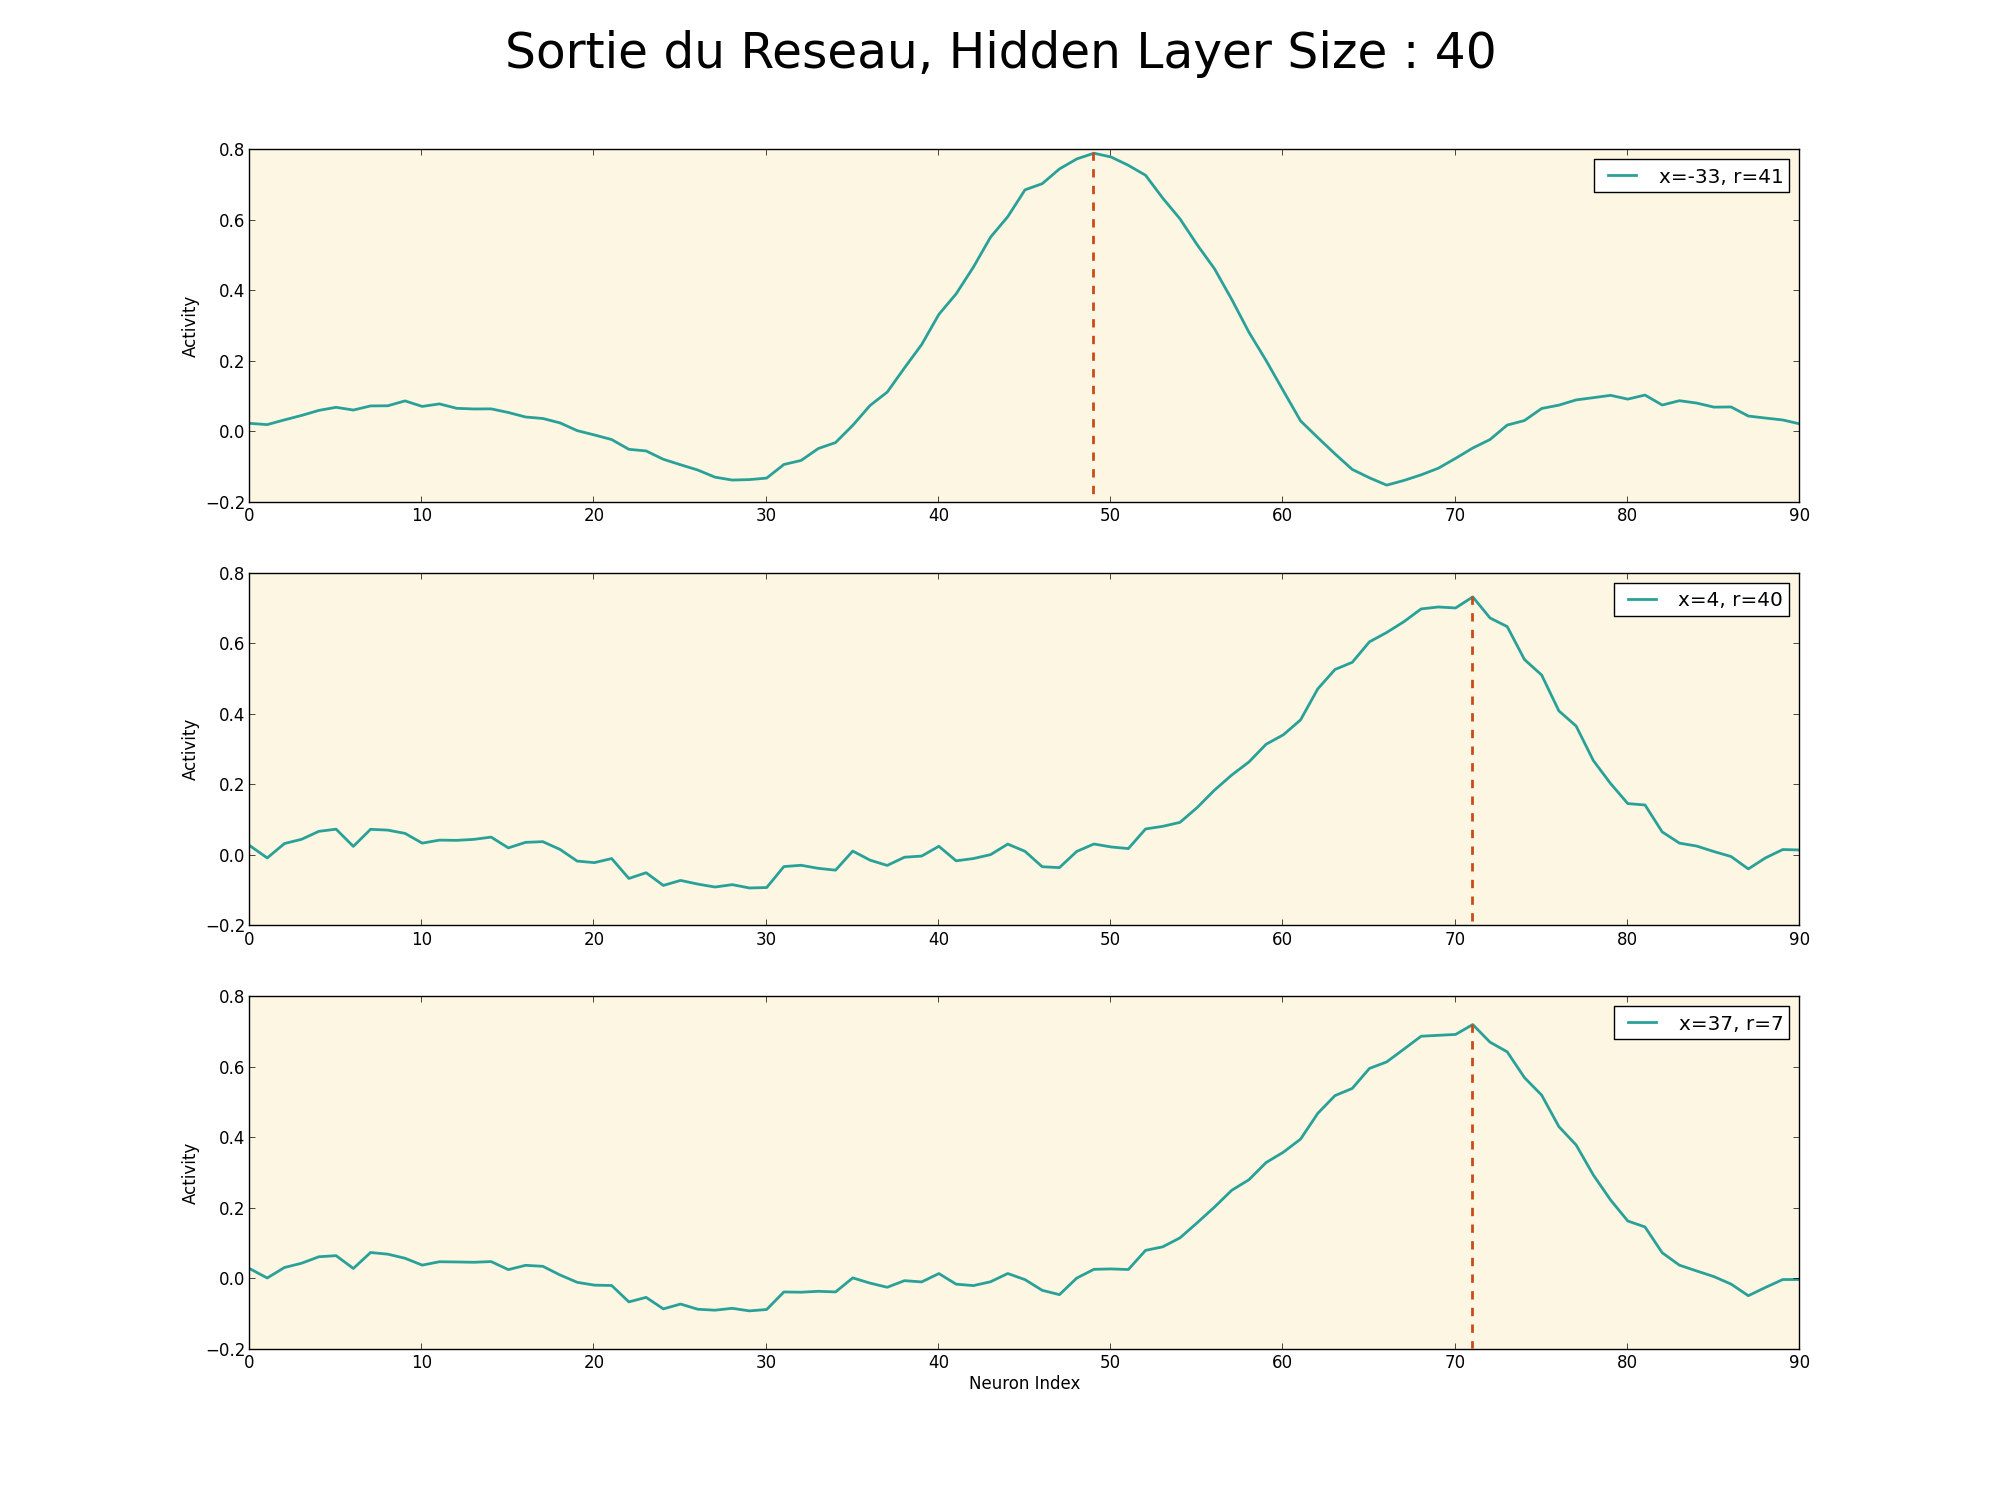 Sortie du Reseau, Hidden Layer Size : 40
0.8
0.6
0.4
0.2
0.0
−0.2
Activity
x=-33, r=41
0 10 20 30 40 50 60 70 80 90
0.8
0.6
0.4
0.2
0.0
−0.2
Activity
x=4, r=40
0 10 20 30 40 50 60 70 80 90
0.8
0.6
0.4
0.2
0.0
−0.2
Activity
x=37, r=7
0 10 20 30 40 50 60 70 80 90
Neuron Index